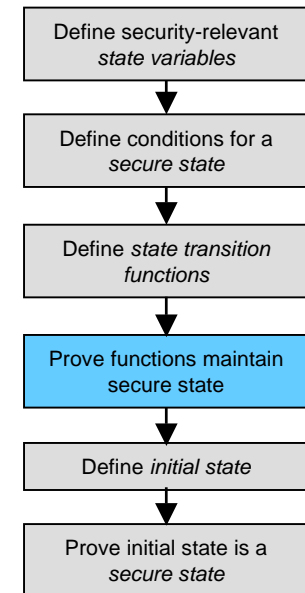 Define security-relevant
state variables
Define conditions for a
secure state
Define state transition
functions
Prove functions maintain
secure state
Define initial state
Prove initial state is a
secure state